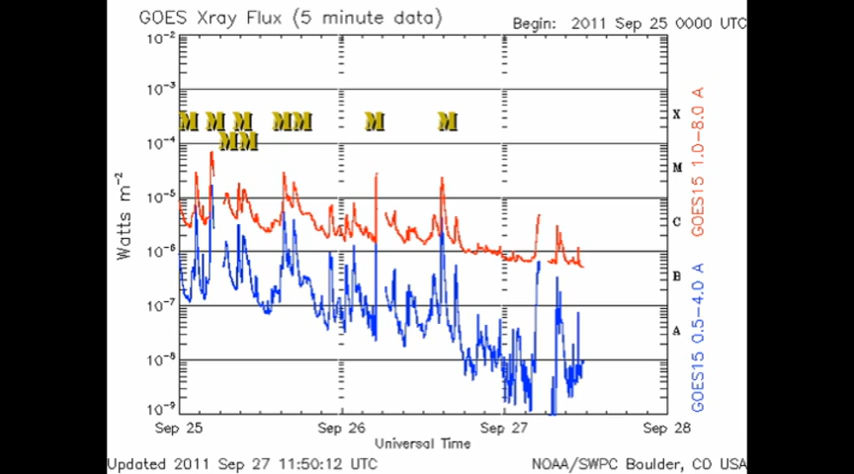 GOES Xray Flux (5 minute data)
Begin: 2011 Sep 25 0000 UTC
10⁻²
10⁻³
10⁻⁴
10⁻⁵
10⁻⁶
10⁻⁷
10⁻⁸
10⁻⁹
Watts m⁻²
M M M M M M M
M M
X
M
C
B
A
GOES15 1.0-8.0 A
GOES15 0.5-4.0 A
Sep 25 Sep 26 Sep 27 Sep 28
Universal Time
Updated 2011 Sep 27 11:50:12 UTC
NOAA/SWPC Boulder, CO USA